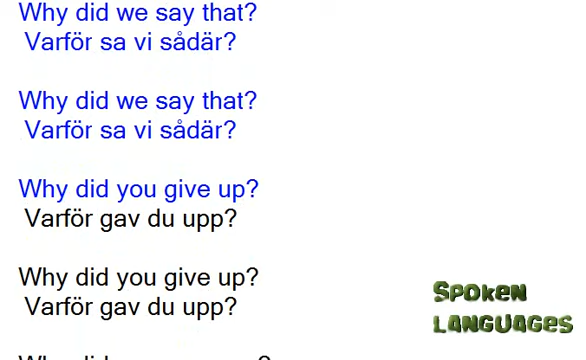 Why did we say that?
Varför sa vi sådär?
Why did we say that?
Varför sa vi sådär?
Why did you give up?
Varför gav du upp?
Why did you give up?
Varför gav du upp?
Spoken
Languages